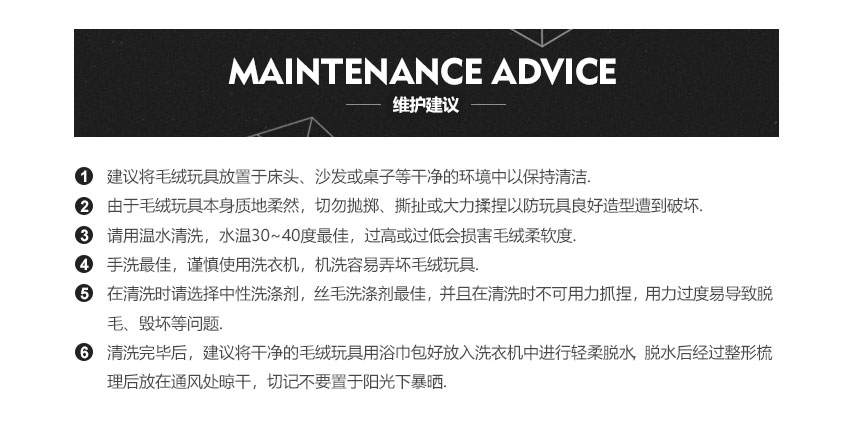 MAINTENANCE ADVICE
维护建议
1 建议将毛绒玩具放置于床头、沙发或桌子等干净的环境中以保持清洁.
2 由于毛绒玩具本身质地柔然，切勿抛掷、撕扯或大力揉捏以防玩具良好造型遭到破坏.
3 请用温水清洗，水温30~40度最佳，过高或过低会损害毛绒柔软度.
4 手洗最佳，谨慎使用洗衣机，机洗容易弄坏毛绒玩具.
5 在清洗时请选择中性洗涤剂，丝毛洗涤剂最佳，并且在清洗时不可用力抓捏，用力过度易导致脱
毛、毁坏等问题.
6 清洗完毕后，建议将干净的毛绒玩具用浴巾包好放入洗衣机中进行轻柔脱水，脱水后经过整形梳
理后放在通风处晾干，切记不要置于阳光下暴晒.